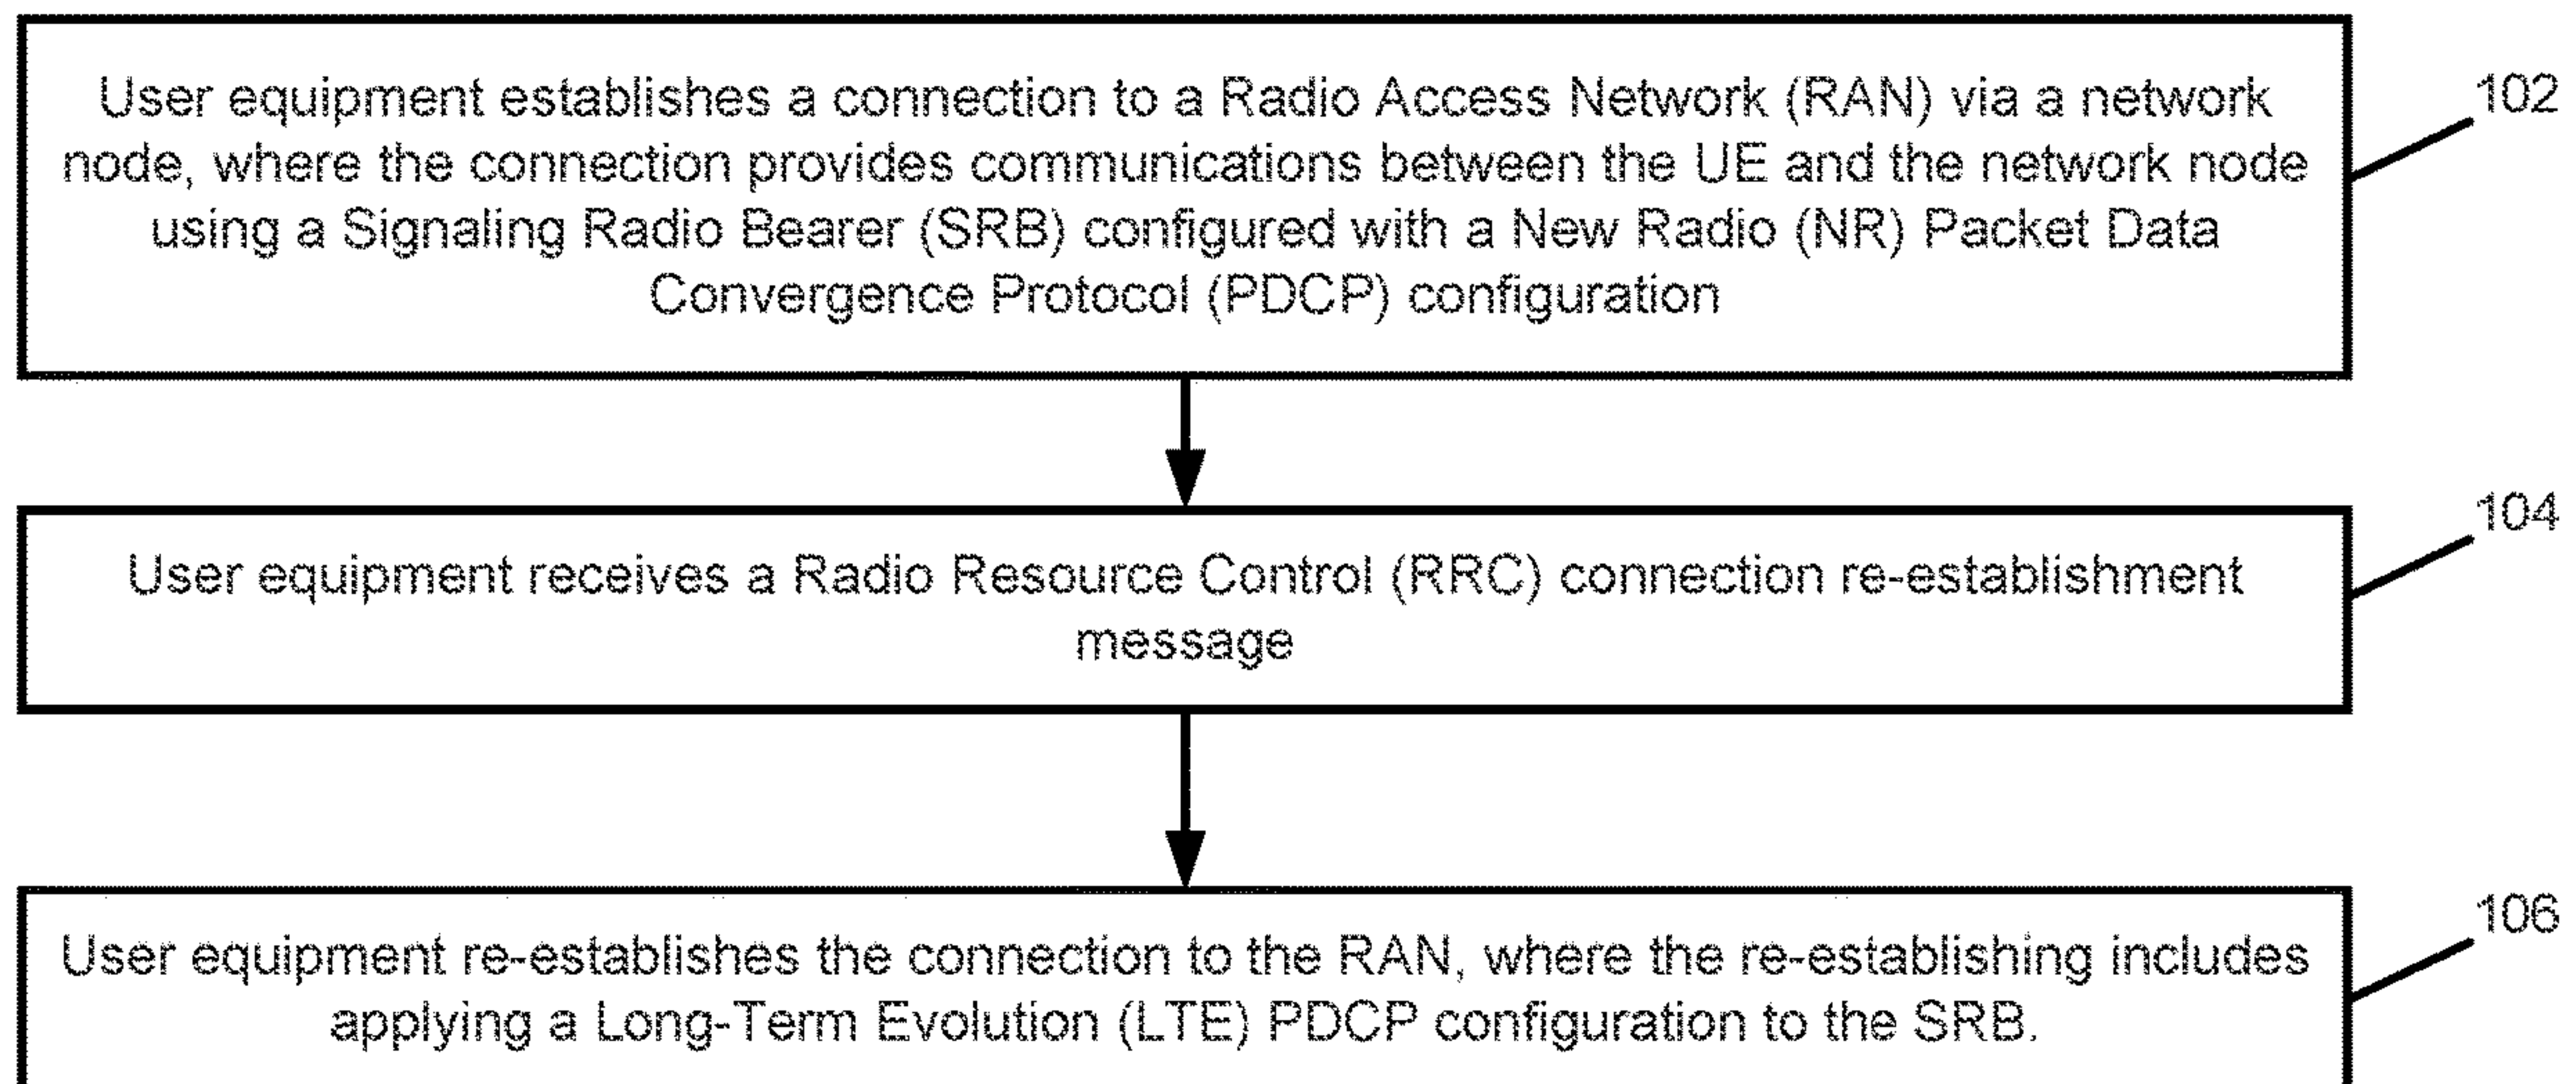 User equipment establishes a connection to a Radio Access Network (RAN) via a network
node, where the connection provides communications between the UE and the network node
using a Signaling Radio Bearer (SRB) configured with a New Radio (NR) Packet Data
Convergence Protocol (PDCP) configuration
102
User equipment receives a Radio Resource Control (RRC) connection re-establishment
message
104
User equipment re-establishes the connection to the RAN, where the re-establishing includes
applying a Long-Term Evolution (LTE) PDCP configuration to the SRB.
106